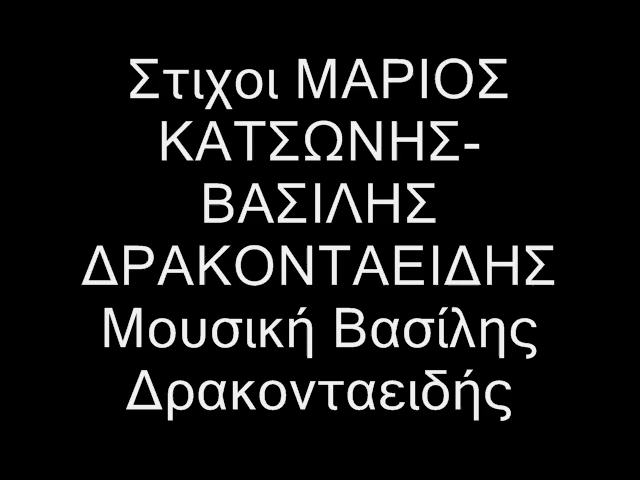 Στιχοι ΜΑΡΙΟΣ
ΚΑΤΣΩΝΗΣ-
ΒΑΣΙΛΗΣ
ΔΡΑΚΟΝΤΑΕΙΔΗΣ
Μουσική Βασίλης
Δρακονταειδής